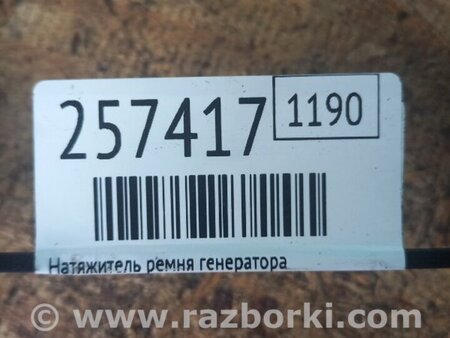 257417 1190
Натяжитель ремня генератора
© www.razborki.com